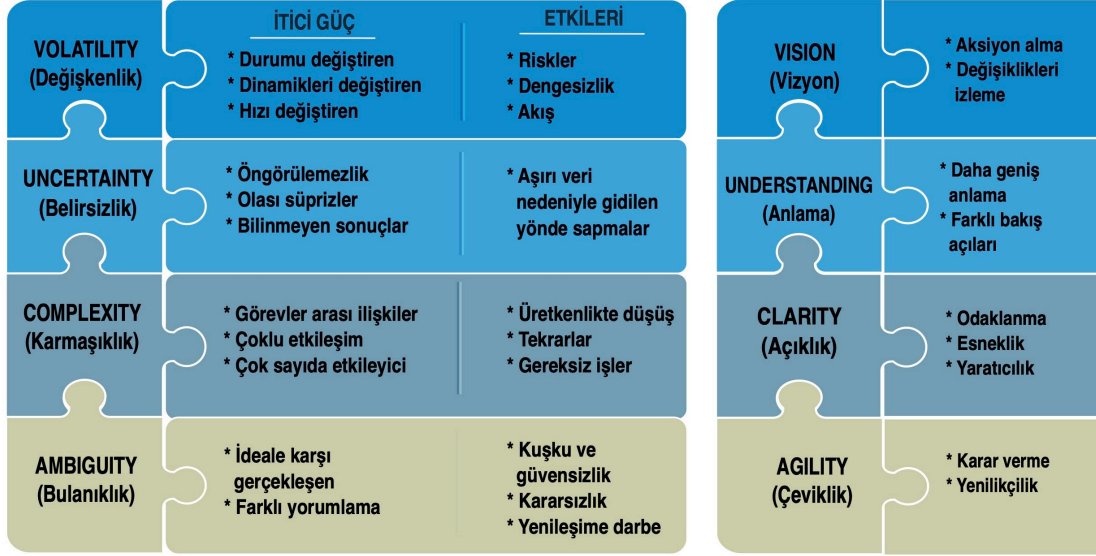 İTİCİ GÜÇ
ETKİLERİ
VOLATILITY
(Değişkenlik)
* Durumu değiştiren
* Dinamikleri değiştiren
* Hızı değiştiren
* Riskler
* Dengesizlik
* Akış
UNCERTAINTY
(Belirsizlik)
* Öngörülemezlik
* Olası süprizler
* Bilinmeyen sonuçlar
* Aşırı veri
nedeniyle gidilen
yönde sapmalar
COMPLEXITY
(Karmaşıklık)
* Görevler arası ilişkiler
* Çoklu etkileşim
* Çok sayıda etkileyici
* Üretkenlikte düşüş
* Tekrarlar
* Gereksiz işler
AMBIGUITY
(Bulanıklık)
* İdeale karşı
gerçekleşen
* Farklı yorumlama
* Kuşku ve
güvensizlik
* Kararsızlık
* Yenileşime darbe
VISION
(Vizyon)
* Aksiyon alma
* Değişiklikleri
izleme
UNDERSTANDING
(Anlama)
* Daha geniş
anlama
* Farklı bakış
açıları
CLARITY
(Açıklık)
* Odaklanma
* Esneklik
* Yaratıcılık
AGILITY
(Çeviklik)
* Karar verme
* Yenilikçilik